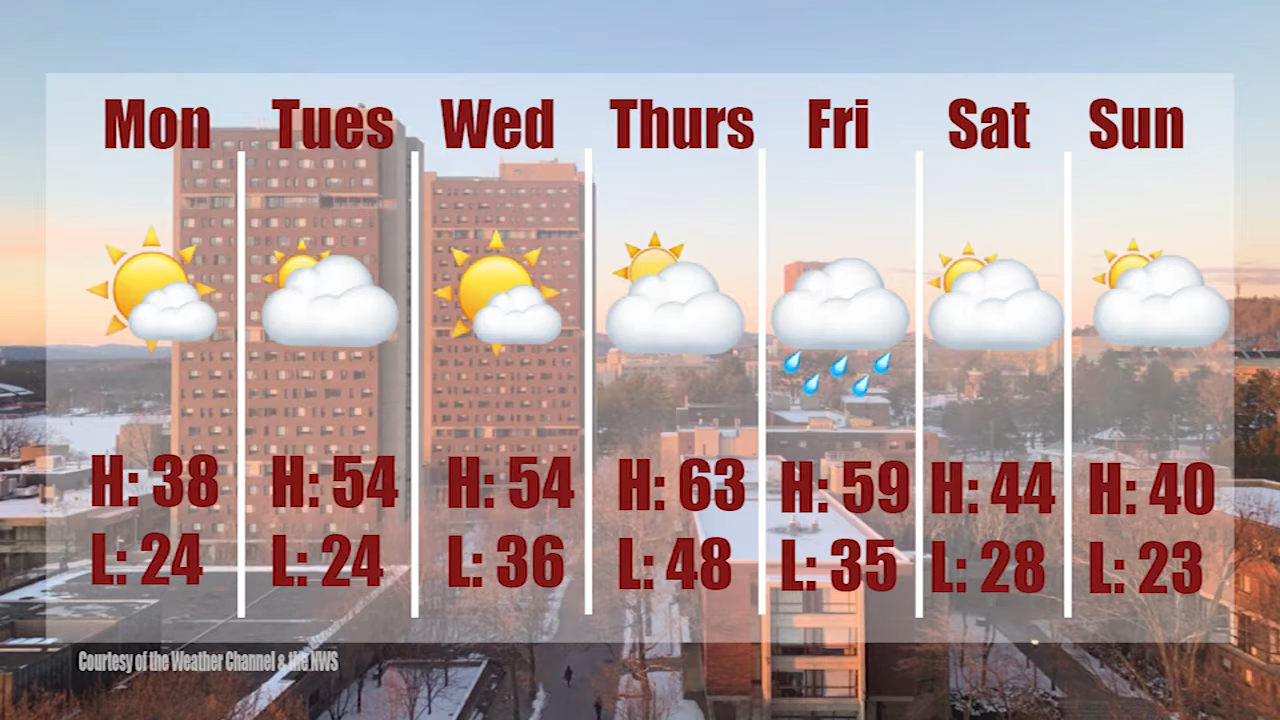 Mon Tues Wed Thurs Fri Sat Sun
H: 38 H: 54 H: 54 H: 63 H: 59 H: 44 H: 40
L: 24 L: 24 L: 36 L: 48 L: 35 L: 28 L: 23
Courtesy of the Weather Channel & the NWS